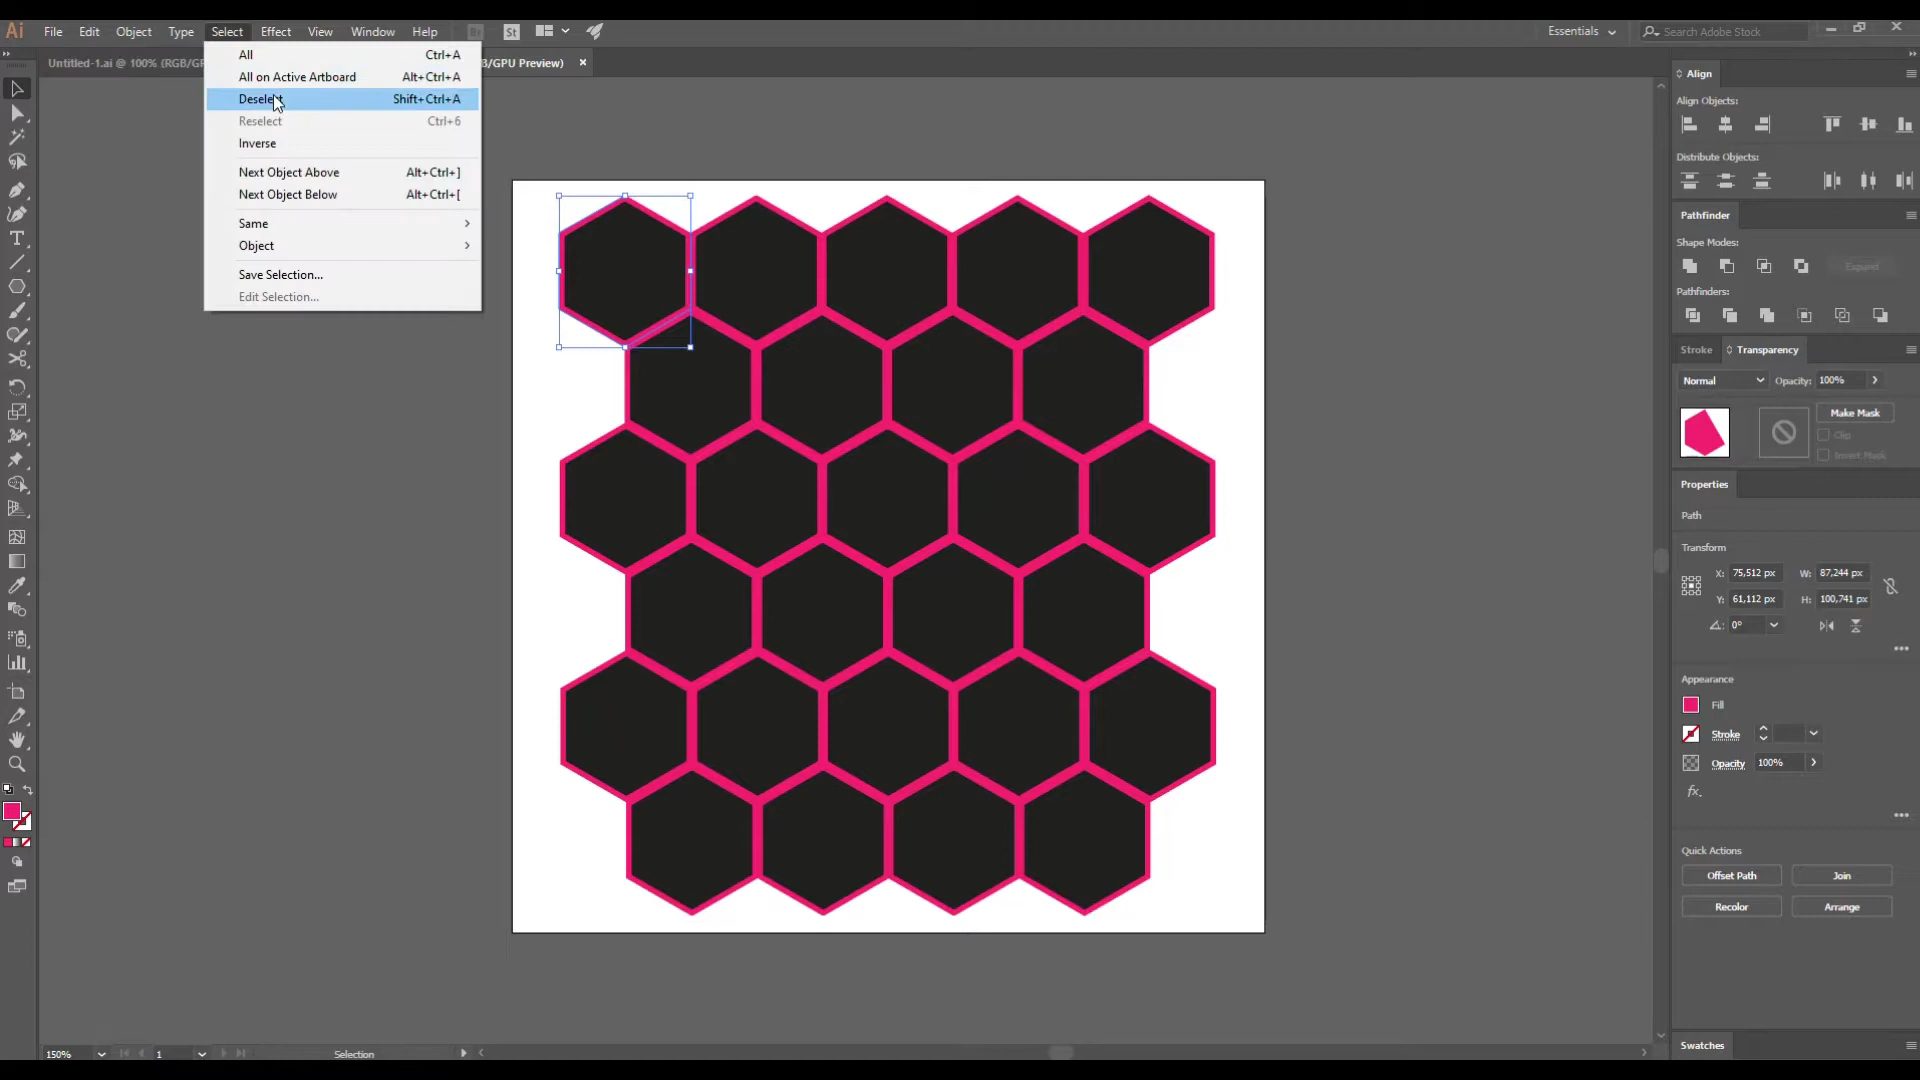 Ai File Edit Object Type Select Effect View Window Help Br St Essentials Search Adobe Stock
Untitled-1.ai @ 100% (RGB/GP B/GPU Preview) ×
All Ctrl+A
All on Active Artboard Alt+Ctrl+A
Deselect Shift+Ctrl+A
Reselect Ctrl+6
Inverse
Next Object Above Alt+Ctrl+]
Next Object Below Alt+Ctrl+[
Same
Object
Save Selection...
Edit Selection...
Align
Align Objects:
Distribute Objects:
Pathfinder
Shape Modes:
Expand
Pathfinders:
Stroke Transparency
Normal Opacity: 100%
Make Mask
Clip
Invert Mask
Properties
Path
Transform
X: 75,512 px W: 87,244 px
Y: 61,112 px H: 100,741 px
0°
Appearance
Fill
Stroke
Opacity 100%
fx.
Quick Actions
Offset Path Join
Recolor Arrange
Swatches
150% 1 Selection